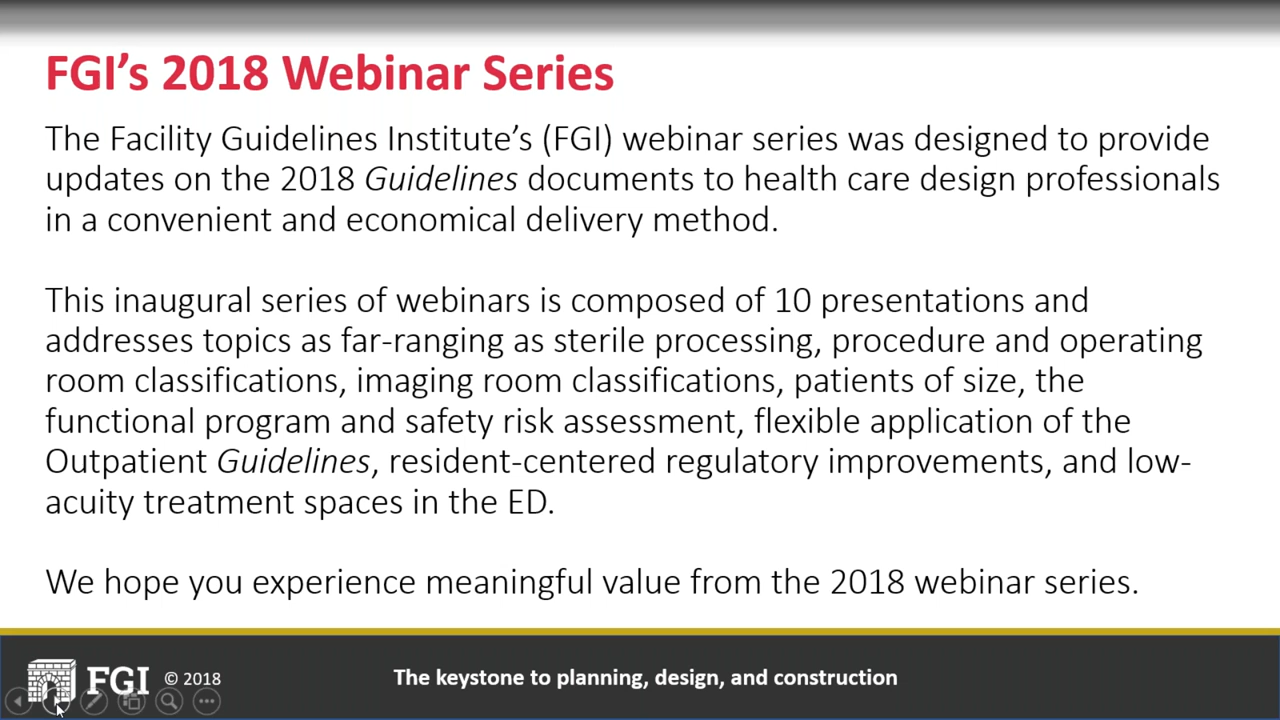 FGI’s 2018 Webinar Series
The Facility Guidelines Institute’s (FGI) webinar series was designed to provide
updates on the 2018 Guidelines documents to health care design professionals
in a convenient and economical delivery method.
This inaugural series of webinars is composed of 10 presentations and
addresses topics as far-ranging as sterile processing, procedure and operating
room classifications, imaging room classifications, patients of size, the
functional program and safety risk assessment, flexible application of the
Outpatient Guidelines, resident-centered regulatory improvements, and low-
acuity treatment spaces in the ED.
We hope you experience meaningful value from the 2018 webinar series.
FGI © 2018
The keystone to planning, design, and construction